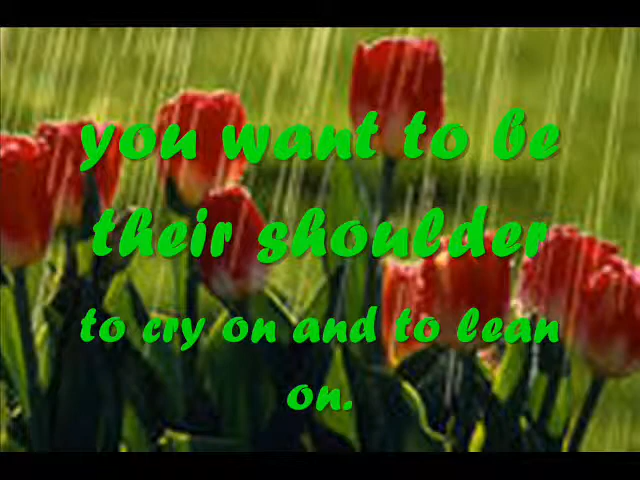 you want to be
their shoulder
to cry on and to lean
on.